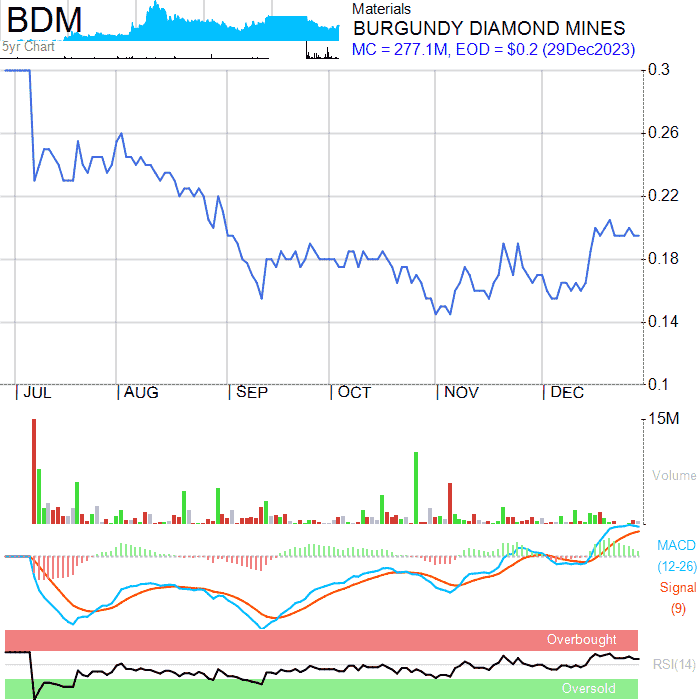 BDM
5yr Chart
Materials
BURGUNDY DIAMOND MINES
MC = 277.1M, EOD = $0.2 (29Dec2023)
0.3
0.26
0.22
0.18
0.14
0.1
JUL AUG SEP OCT NOV DEC
15M
Volume
MACD
(12-26)
Signal
(9)
Overbought
RSI(14)
Oversold